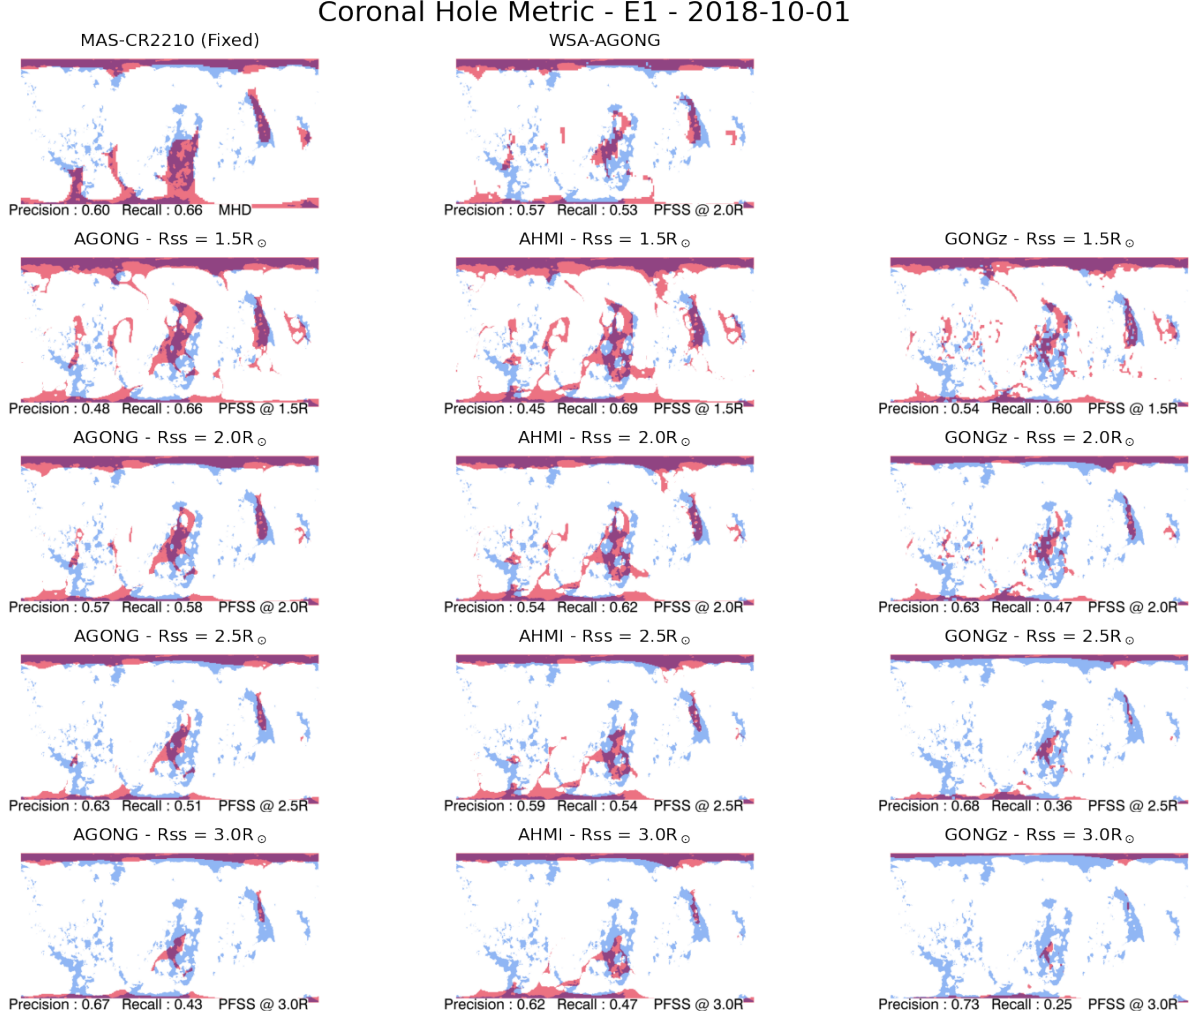 Coronal Hole Metric - E1 - 2018-10-01
MAS-CR2210 (Fixed)
WSA-AGONG
Precision : 0.60 Recall : 0.66 MHD
Precision : 0.57 Recall : 0.53 PFSS @ 2.0R
AGONG - Rss = 1.5R⊙
AHMI - Rss = 1.5R⊙
GONGz - Rss = 1.5R⊙
Precision : 0.48 Recall : 0.66 PFSS @ 1.5R
Precision : 0.45 Recall : 0.69 PFSS @ 1.5R
Precision : 0.54 Recall : 0.60 PFSS @ 1.5R
AGONG - Rss = 2.0R⊙
AHMI - Rss = 2.0R⊙
GONGz - Rss = 2.0R⊙
Precision : 0.57 Recall : 0.58 PFSS @ 2.0R
Precision : 0.54 Recall : 0.62 PFSS @ 2.0R
Precision : 0.63 Recall : 0.47 PFSS @ 2.0R
AGONG - Rss = 2.5R⊙
AHMI - Rss = 2.5R⊙
GONGz - Rss = 2.5R⊙
Precision : 0.63 Recall : 0.51 PFSS @ 2.5R
Precision : 0.59 Recall : 0.54 PFSS @ 2.5R
Precision : 0.68 Recall : 0.36 PFSS @ 2.5R
AGONG - Rss = 3.0R⊙
AHMI - Rss = 3.0R⊙
GONGz - Rss = 3.0R⊙
Precision : 0.67 Recall : 0.43 PFSS @ 3.0R
Precision : 0.62 Recall : 0.47 PFSS @ 3.0R
Precision : 0.73 Recall : 0.25 PFSS @ 3.0R